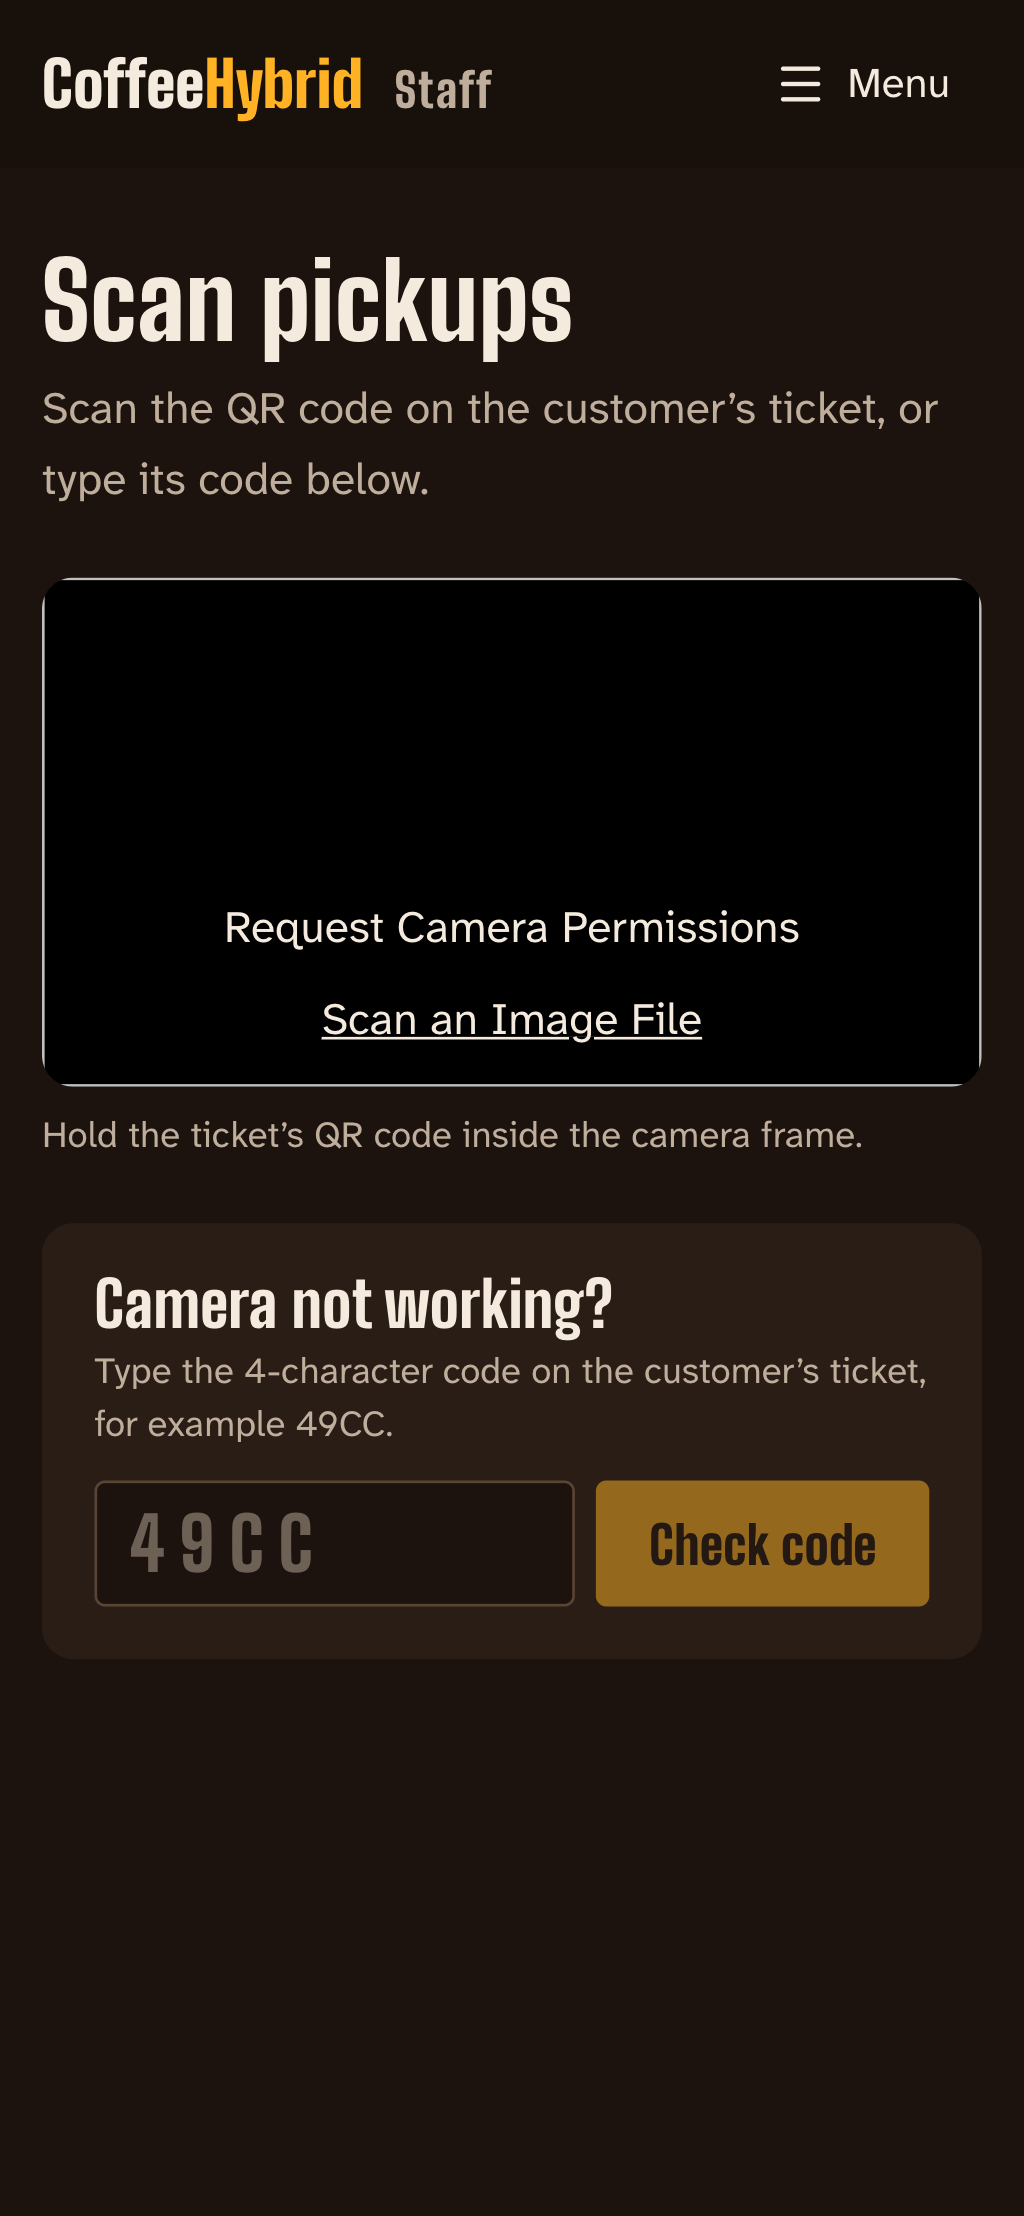 CoffeeHybrid Staff
Menu
Scan pickups
Scan the QR code on the customer’s ticket, or
type its code below.
Request Camera Permissions
Scan an Image File
Hold the ticket’s QR code inside the camera frame.
Camera not working?
Type the 4-character code on the customer’s ticket,
for example 49CC.
49CC
Check code